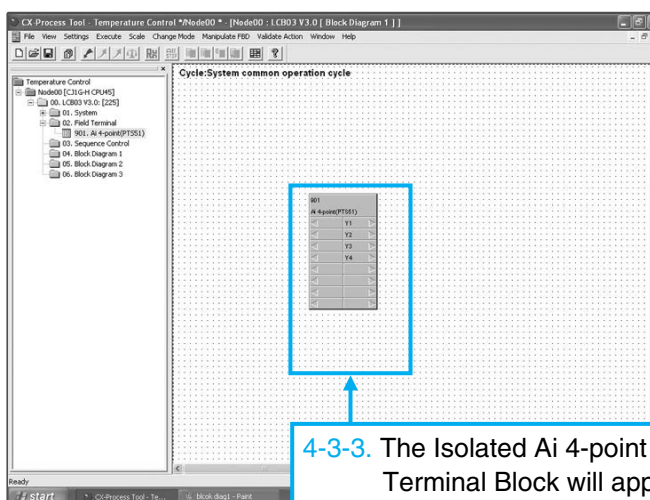 CX-Process Tool - Temperature Control */Node00 * - [Node00 : LCB03 V3.0 [ Block Diagram 1 ] ]
File View Settings Execute Scale Change Mode Manipulate FBD Validate Action Window Help
Cycle:System common operation cycle
Temperature Control
Node00 [CJ1G-H CPU45]
00. LCB03 V3.0: [225]
01. System
02. Field Terminal
901. Ai 4-point(PTS51)
03. Sequence Control
04. Block Diagram 1
05. Block Diagram 2
06. Block Diagram 3
901
Ai 4-point(PTS51)
Y1
Y2
Y3
Y4
4-3-3. The Isolated Ai 4-point
Terminal Block will app
Ready
start
CX-Process Tool - Te...
blcok diag1 - Paint